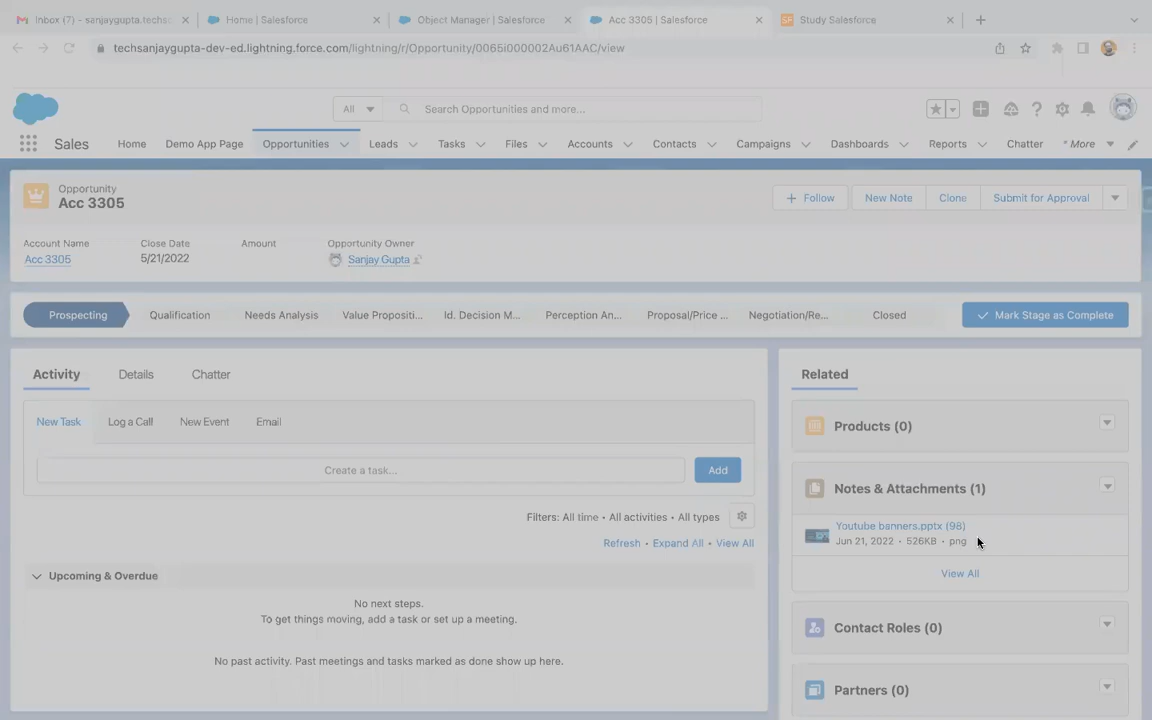 Inbox (7) - sanjaygupta.techs
Home | Salesforce
Object Manager | Salesforce
Acc 3305 | Salesforce
SF Study Salesforce
techsanjaygupta-dev-ed.lightning.force.com/lightning/r/Opportunity/0065i000002Au61AAC/view
All
Search Opportunities and more...
Sales
Home
Demo App Page
Opportunities
Leads
Tasks
Files
Accounts
Contacts
Campaigns
Dashboards
Reports
Chatter
* More
Opportunity
Acc 3305
Follow
New Note
Clone
Submit for Approval
Account Name
Close Date
Amount
Opportunity Owner
Acc 3305
5/21/2022
Sanjay Gupta
Prospecting
Qualification
Needs Analysis
Value Propositi...
Id. Decision M...
Perception An...
Proposal/Price ...
Negotiation/Re...
Closed
Mark Stage as Complete
Activity
Details
Chatter
New Task
Log a Call
New Event
Email
Create a task...
Add
Filters: All time • All activities • All types
Refresh • Expand All • View All
Upcoming & Overdue
No next steps.
To get things moving, add a task or set up a meeting.
No past activity. Past meetings and tasks marked as done show up here.
Related
Products (0)
Notes & Attachments (1)
Youtube banners.pptx (98)
Jun 21, 2022 • 526KB • png
View All
Contact Roles (0)
Partners (0)